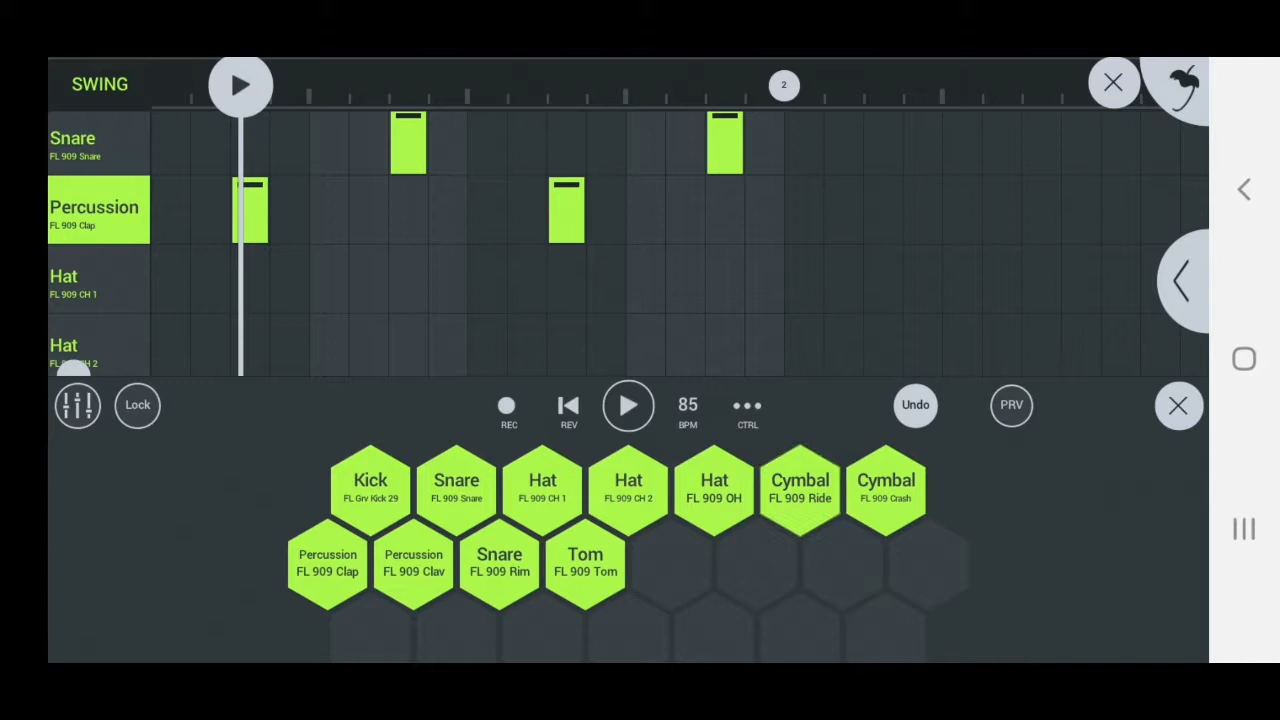 SWING
2
Snare
FL 909 Snare
Percussion
FL 909 Clap
Hat
FL 909 CH 1
Hat
CH 2
Lock
REC
REV
85
BPM
CTRL
Undo
PRV
Kick
FL Grv Kick 29
Snare
FL 909 Snare
Hat
FL 909 CH 1
Hat
FL 909 CH 2
Hat
FL 909 OH
Cymbal
FL 909 Ride
Cymbal
FL 909 Crash
Percussion
FL 909 Clap
Percussion
FL 909 Clav
Snare
FL 909 Rim
Tom
FL 909 Tom